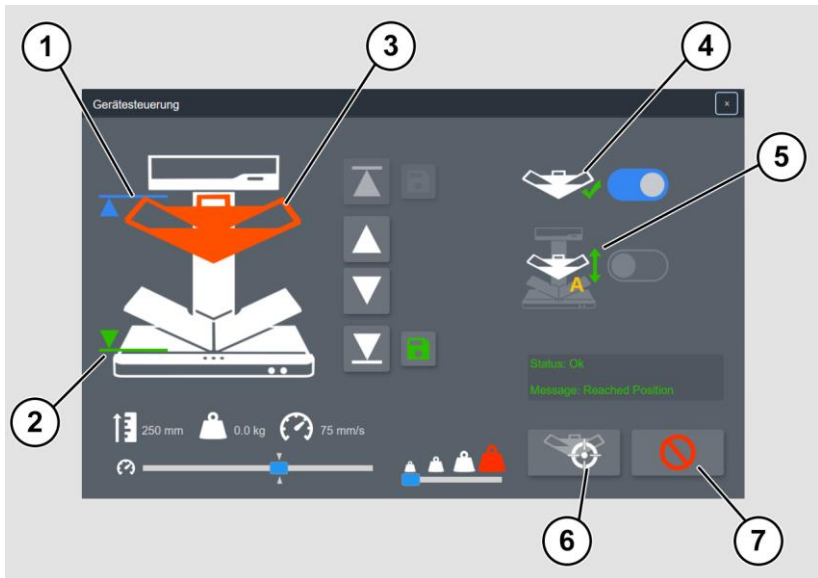 1
3
4
Gerätesteuerung
x
5
A
Status: Ok
Message: Reached Position
2
250 mm
0.0 kg
75 mm/s
6
7